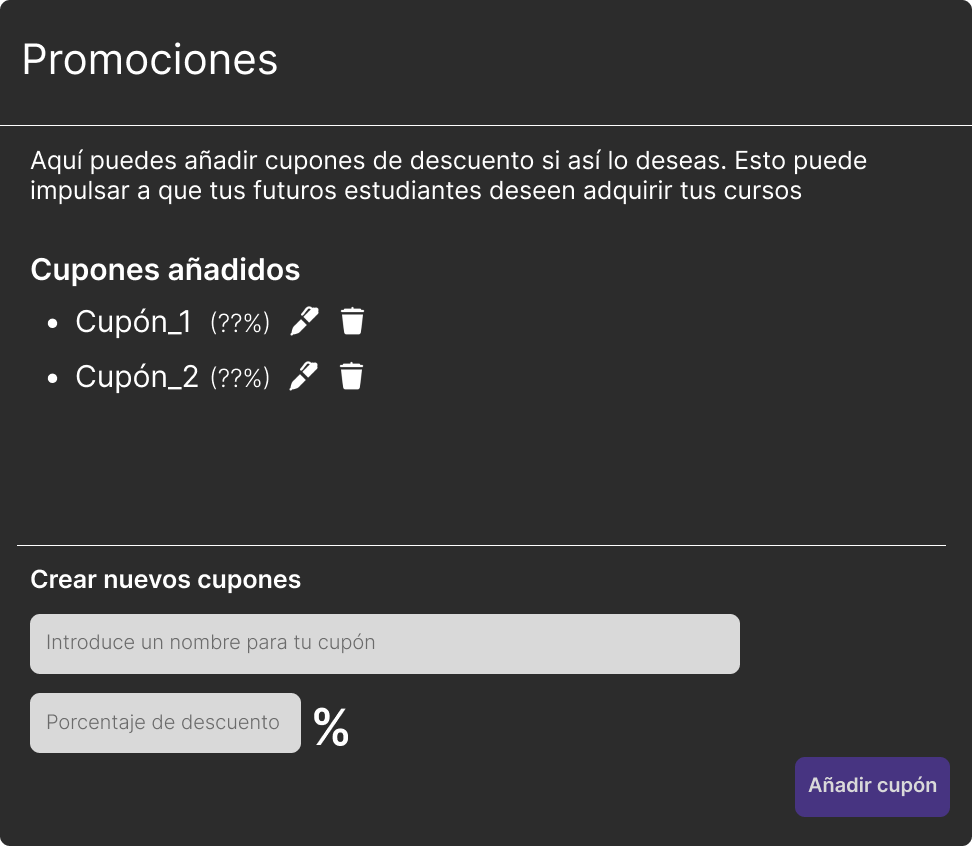 Promociones
Aquí puedes añadir cupones de descuento si así lo deseas. Esto puede
impulsar a que tus futuros estudiantes deseen adquirir tus cursos
Cupones añadidos
• Cupón_1 (??%)
• Cupón_2 (??%)
Crear nuevos cupones
Introduce un nombre para tu cupón
Porcentaje de descuento %
Añadir cupón